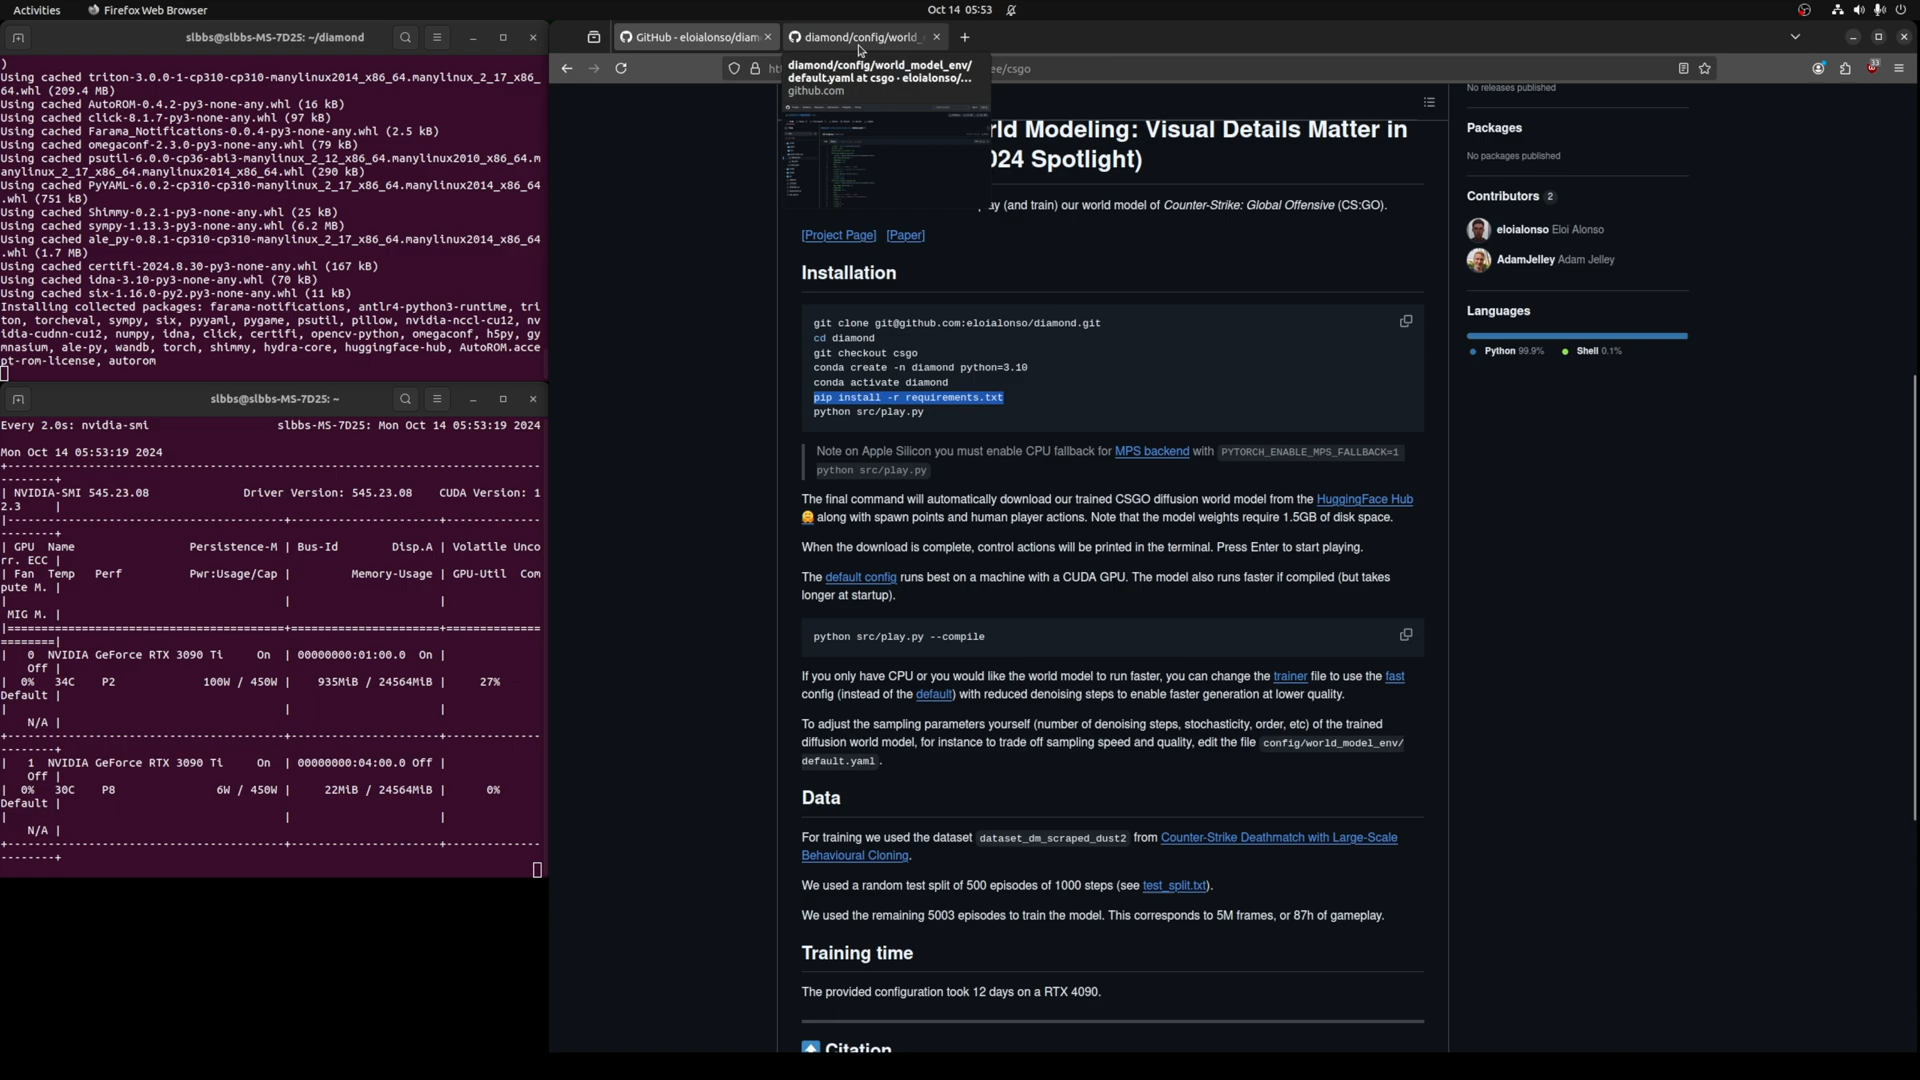 Activities
Firefox Web Browser
Oct 14 05:53
slbbs@slbbs-MS-7D25: ~/diamond
)
Using cached triton-3.0.0-1-cp310-cp310-manylinux2014_x86_64.manylinux_2_17_x86_
64.whl (209.4 MB)
Using cached AutoROM-0.4.2-py3-none-any.whl (16 kB)
Using cached click-8.1.7-py3-none-any.whl (97 kB)
Using cached Farama_Notifications-0.0.4-py3-none-any.whl (2.5 kB)
Using cached omegaconf-2.3.0-py3-none-any.whl (79 kB)
Using cached psutil-6.0.0-cp36-abi3-manylinux_2_12_x86_64.manylinux2010_x86_64.m
anylinux_2_17_x86_64.manylinux2014_x86_64.whl (290 kB)
Using cached PyYAML-6.0.2-cp310-cp310-manylinux_2_17_x86_64.manylinux2014_x86_64
.whl (751 kB)
Using cached Shimmy-0.2.1-py3-none-any.whl (25 kB)
Using cached sympy-1.13.3-py3-none-any.whl (6.2 MB)
Using cached ale_py-0.8.1-cp310-cp310-manylinux_2_17_x86_64.manylinux2014_x86_64
.whl (1.7 MB)
Using cached certifi-2024.8.30-py3-none-any.whl (167 kB)
Using cached idna-3.10-py3-none-any.whl (70 kB)
Using cached six-1.16.0-py2.py3-none-any.whl (11 kB)
Installing collected packages: farama-notifications, antlr4-python3-runtime, tri
ton, torcheval, sympy, six, pyyaml, pygame, psutil, pillow, nvidia-nccl-cu12, nv
idia-cudnn-cu12, numpy, idna, click, certifi, opencv-python, omegaconf, h5py, gy
mnasium, ale-py, wandb, torch, shimmy, hydra-core, huggingface-hub, AutoROM.acce
pt-rom-license, autorom
slbbs@slbbs-MS-7D25: ~
Every 2.0s: nvidia-smi slbbs-MS-7D25: Mon Oct 14 05:53:19 2024
Mon Oct 14 05:53:19 2024
+------------------------------------------------------------------------------
--------+
| NVIDIA-SMI 545.23.08 Driver Version: 545.23.08 CUDA Version: 1
2.3 |
|-----------------------------------------+----------------------+--------------
--------+
| GPU Name Persistence-M | Bus-Id Disp.A | Volatile Unco
rr. ECC |
| Fan Temp Perf Pwr:Usage/Cap | Memory-Usage | GPU-Util Com
pute M. |
| | |
MIG M. |
|=========================================+======================+==============
========|
| 0 NVIDIA GeForce RTX 3090 Ti On | 00000000:01:00.0 On |
Off |
| 0% 34C P2 100W / 450W | 935MiB / 24564MiB | 27%
Default |
| | |
N/A |
+-----------------------------------------+----------------------+--------------
--------+
| 1 NVIDIA GeForce RTX 3090 Ti On | 00000000:04:00.0 Off |
Off |
| 0% 30C P8 6W / 450W | 22MiB / 24564MiB | 0%
Default |
| | |
N/A |
+-----------------------------------------+----------------------+--------------
--------+
GitHub - eloialonso/diam
diamond/config/world_
33
ee/csgo
diamond/config/world_model_env/
default.yaml at csgo · eloialonso/...
github.com
ld Modeling: Visual Details Matter in
024 Spotlight)
ay (and train) our world model of Counter-Strike: Global Offensive (CS:GO).
[Project Page] [Paper]
Installation
git clone git@github.com:eloialonso/diamond.git
cd diamond
git checkout csgo
conda create -n diamond python=3.10
conda activate diamond
pip install -r requirements.txt
python src/play.py
Note on Apple Silicon you must enable CPU fallback for MPS backend with PYTORCH_ENABLE_MPS_FALLBACK=1
python src/play.py
The final command will automatically download our trained CSGO diffusion world model from the HuggingFace Hub
🤗 along with spawn points and human player actions. Note that the model weights require 1.5GB of disk space.
When the download is complete, control actions will be printed in the terminal. Press Enter to start playing.
The default config runs best on a machine with a CUDA GPU. The model also runs faster if compiled (but takes
longer at startup).
python src/play.py --compile
If you only have CPU or you would like the world model to run faster, you can change the trainer file to use the fast
config (instead of the default) with reduced denoising steps to enable faster generation at lower quality.
To adjust the sampling parameters yourself (number of denoising steps, stochasticity, order, etc) of the trained
diffusion world model, for instance to trade off sampling speed and quality, edit the file config/world_model_env/
default.yaml .
Data
For training we used the dataset dataset_dm_scraped_dust2 from Counter-Strike Deathmatch with Large-Scale
Behavioural Cloning.
We used a random test split of 500 episodes of 1000 steps (see test_split.txt).
We used the remaining 5003 episodes to train the model. This corresponds to 5M frames, or 87h of gameplay.
Training time
The provided configuration took 12 days on a RTX 4090.
Citation
No releases published
Packages
No packages published
Contributors 2
eloialonso Eloi Alonso
AdamJelley Adam Jelley
Languages
Python 99.9% Shell 0.1%